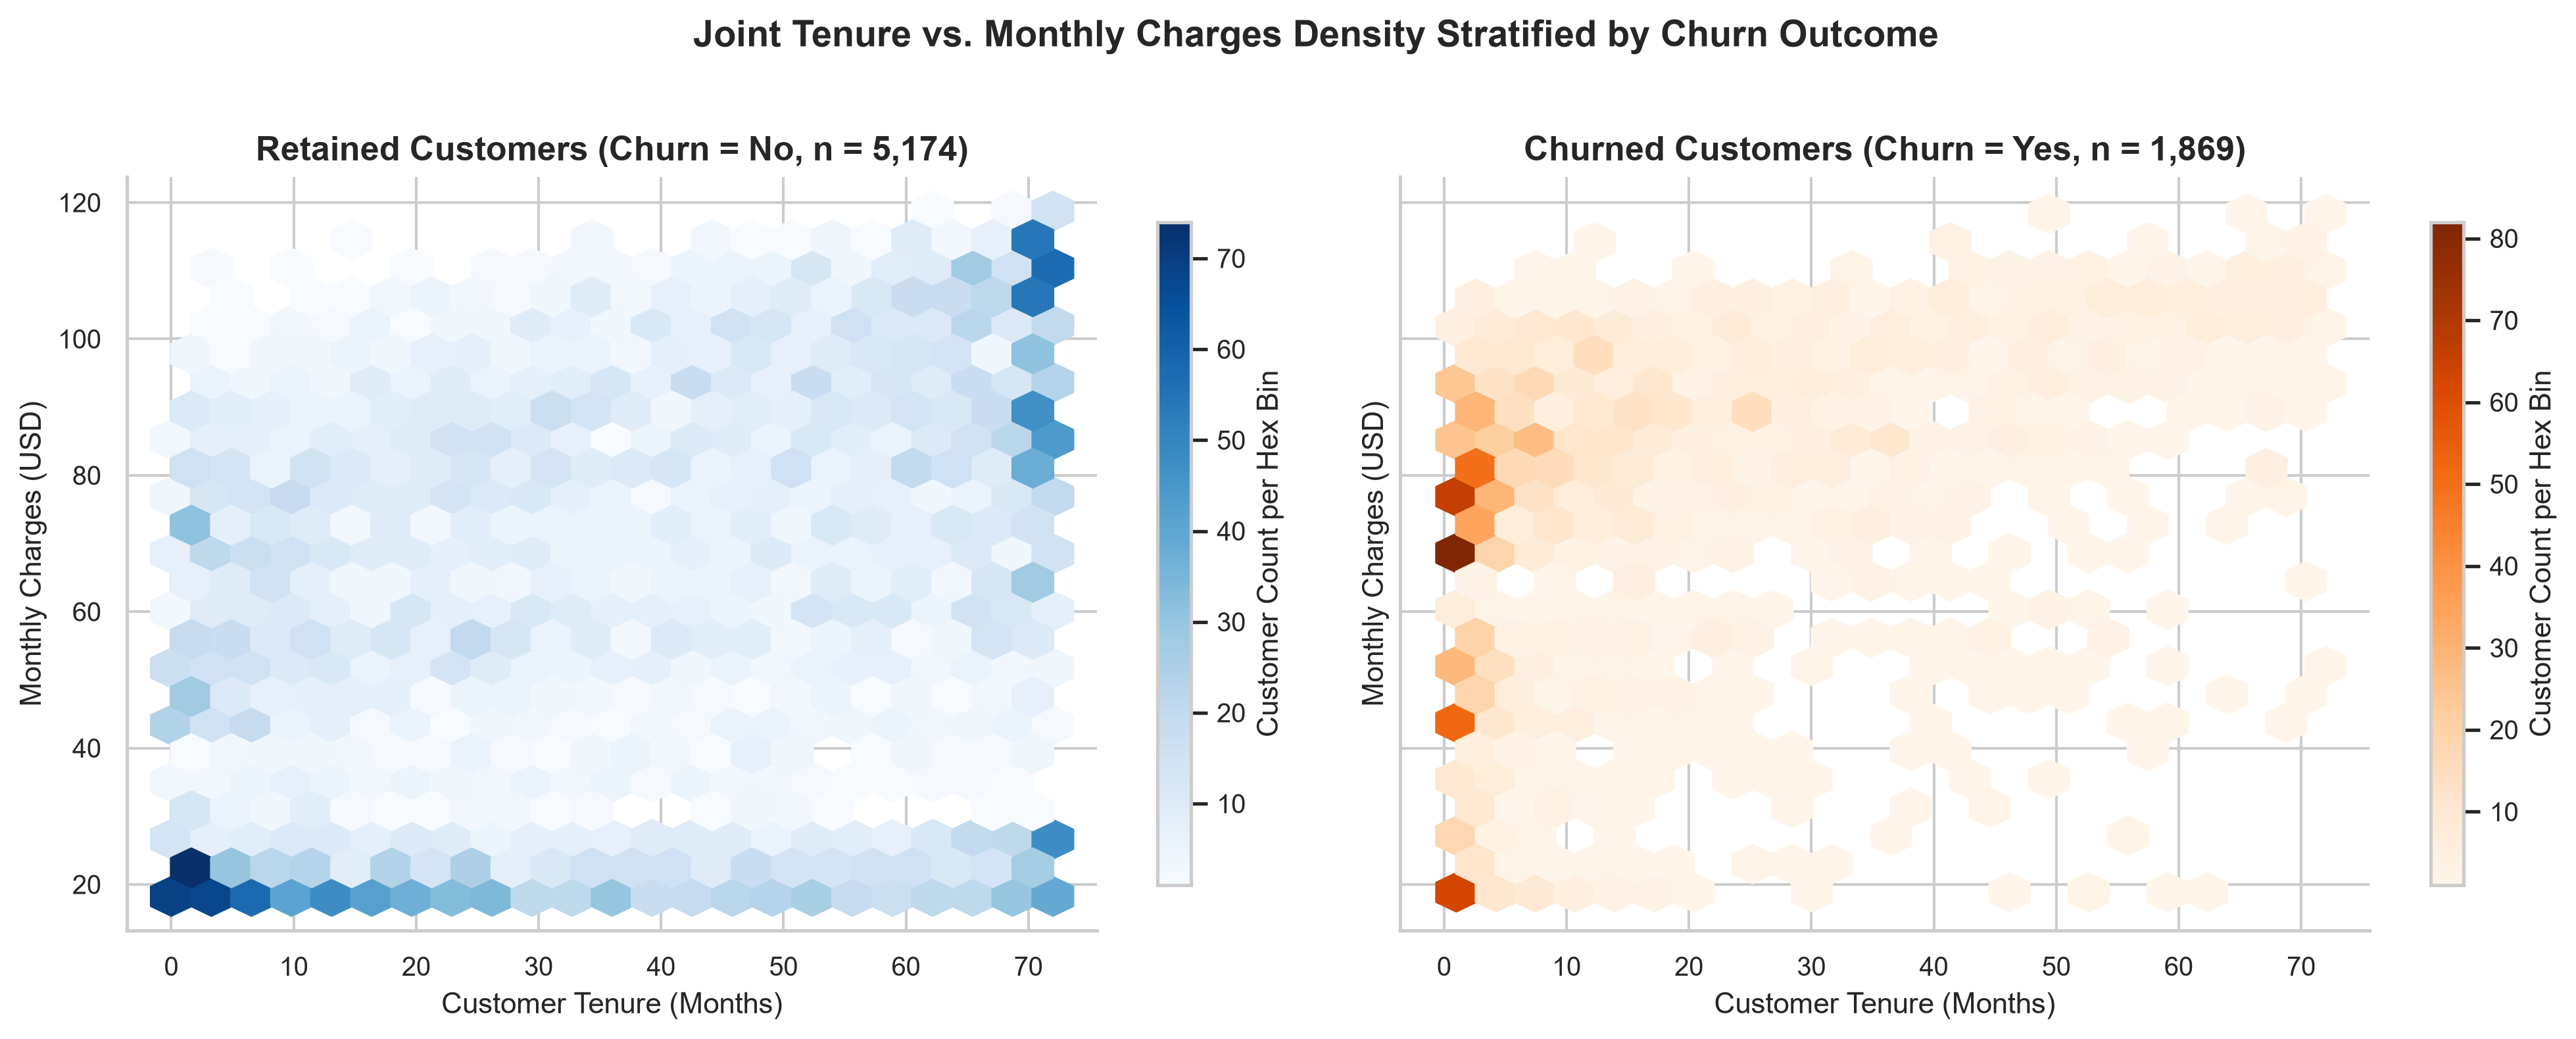 Joint Tenure vs. Monthly Charges Density Stratified by Churn Outcome
Retained Customers (Churn = No, n = 5,174)
Monthly Charges (USD)
120
100
80
60
40
20
0 10 20 30 40 50 60 70
Customer Tenure (Months)
70
60
50
40
30
20
10
Customer Count per Hex Bin
Churned Customers (Churn = Yes, n = 1,869)
Monthly Charges (USD)
0 10 20 30 40 50 60 70
Customer Tenure (Months)
80
70
60
50
40
30
20
10
Customer Count per Hex Bin